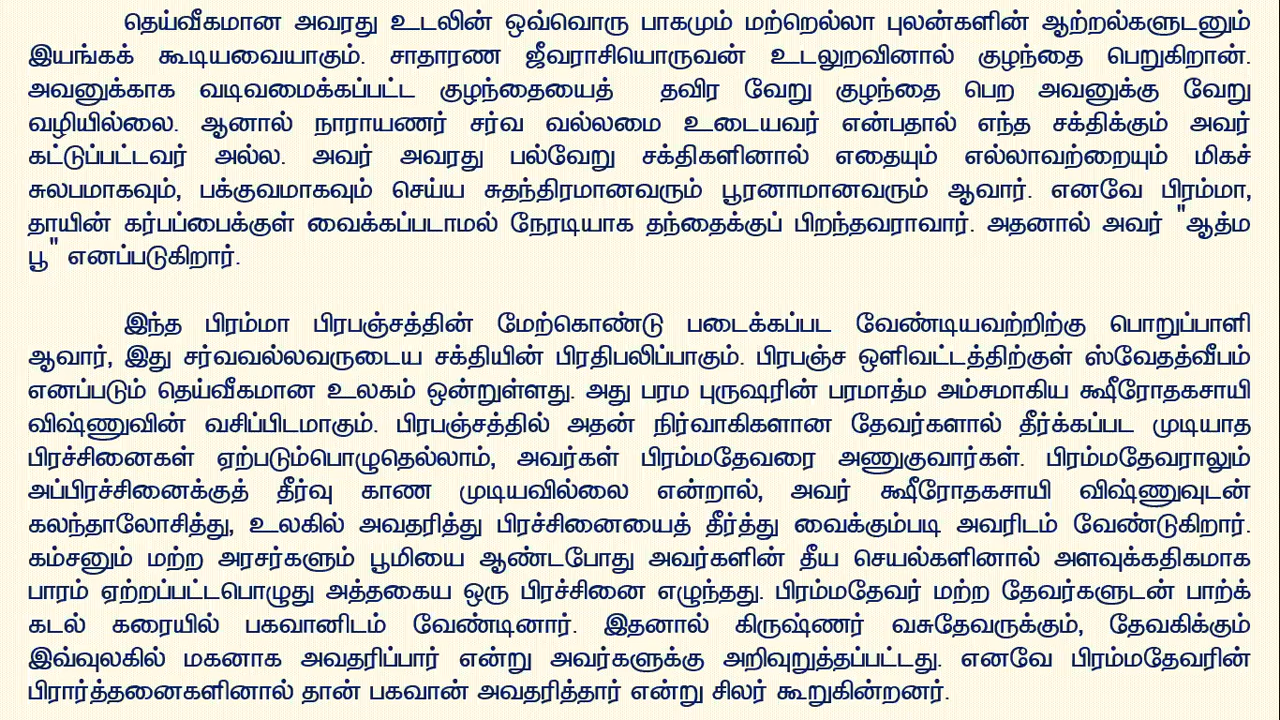 தெய்வீகமான அவரது உடலின் ஒவ்வொரு பாகமும் மற்றெல்லா புலன்களின் ஆற்றல்களுடனும்
இயங்கக் கூடியவையாகும். சாதாரண ஜீவராசியொருவன் உடலுறவினால் குழந்தை பெறுகிறான்.
அவனுக்காக வடிவமைக்கப்பட்ட குழந்தையைத் தவிர வேறு குழந்தை பெற அவனுக்கு வேறு
வழியில்லை. ஆனால் நாராயணர் சர்வ வல்லமை உடையவர் என்பதால் எந்த சக்திக்கும் அவர்
கட்டுப்பட்டவர் அல்ல. அவர் அவரது பல்வேறு சக்திகளினால் எதையும் எல்லாவற்றையும் மிகச்
சுலபமாகவும், பக்குவமாகவும் செய்ய சுதந்திரமானவரும் பூரனாமானவரும் ஆவார். எனவே பிரம்மா,
தாயின் கர்பப்பைக்குள் வைக்கப்படாமல் நேரடியாக தந்தைக்குப் பிறந்தவராவார். அதனால் அவர் "ஆத்ம
பூ" எனப்படுகிறார்.
இந்த பிரம்மா பிரபஞ்சத்தின் மேற்கொண்டு படைக்கப்பட வேண்டியவற்றிற்கு பொறுப்பாளி
ஆவார், இது சர்வவல்லவருடைய சக்தியின் பிரதிபலிப்பாகும். பிரபஞ்ச ஒளிவட்டத்திற்குள் ஸ்வேதத்வீபம்
எனப்படும் தெய்வீகமான உலகம் ஒன்றுள்ளது. அது பரம புருஷரின் பரமாத்ம அம்சமாகிய க்ஷீரோதகசாயி
விஷ்ணுவின் வசிப்பிடமாகும். பிரபஞ்சத்தில் அதன் நிர்வாகிகளான தேவர்களால் தீர்க்கப்பட முடியாத
பிரச்சினைகள் ஏற்படும்பொழுதெல்லாம், அவர்கள் பிரம்மதேவரை அணுகுவார்கள். பிரம்மதேவராலும்
அப்பிரச்சினைக்குத் தீர்வு காண முடியவில்லை என்றால், அவர் க்ஷீரோதகசாயி விஷ்ணுவுடன்
கலந்தாலோசித்து, உலகில் அவதரித்து பிரச்சினையைத் தீர்த்து வைக்கும்படி அவரிடம் வேண்டுகிறார்.
கம்சனும் மற்ற அரசர்களும் பூமியை ஆண்டபோது அவர்களின் தீய செயல்களினால் அளவுக்கதிகமாக
பாரம் ஏற்றப்பட்டபொழுது அத்தகைய ஒரு பிரச்சினை எழுந்தது. பிரம்மதேவர் மற்ற தேவர்களுடன் பாற்க்
கடல் கரையில் பகவானிடம் வேண்டினார். இதனால் கிருஷ்ணர் வசுதேவருக்கும், தேவகிக்கும்
இவ்வுலகில் மகனாக அவதரிப்பார் என்று அவர்களுக்கு அறிவுறுத்தப்பட்டது. எனவே பிரம்மதேவரின்
பிரார்த்தனைகளினால் தான் பகவான் அவதரித்தார் என்று சிலர் கூறுகின்றனர்.